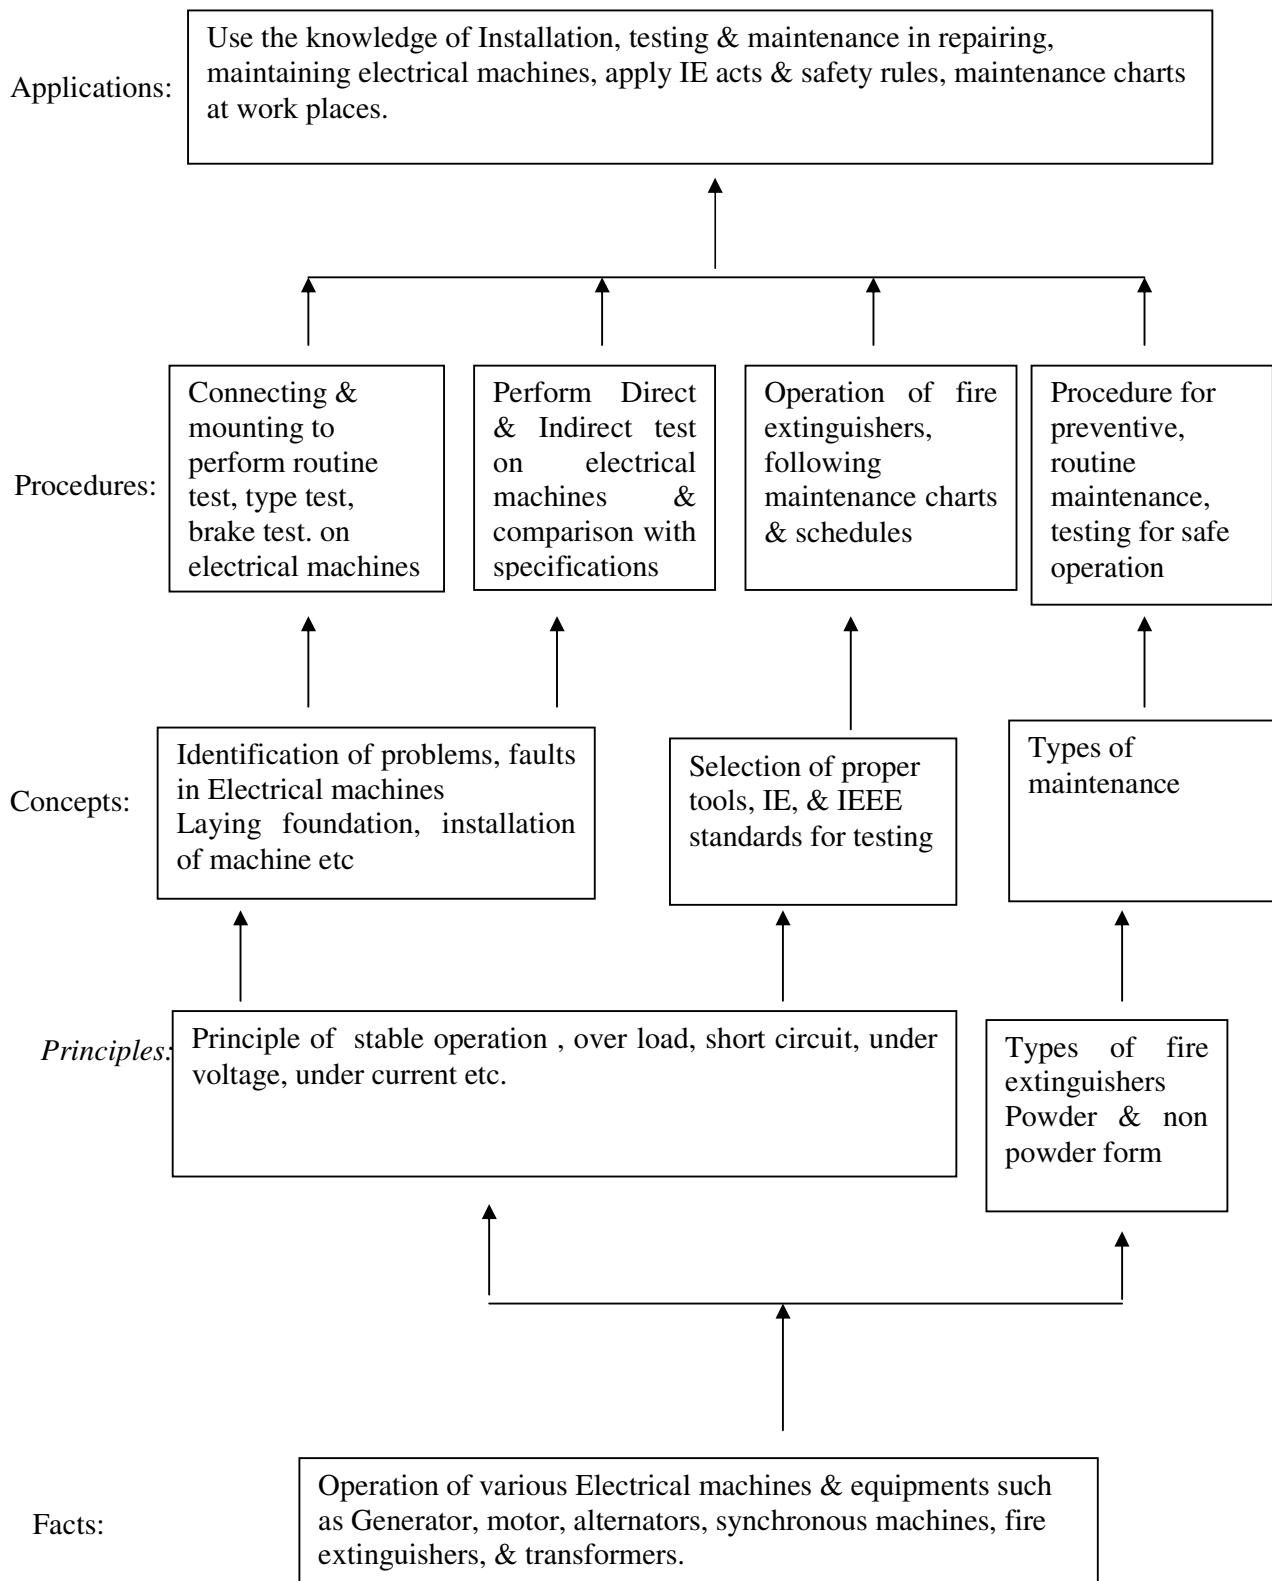 Applications:
Use the knowledge of Installation, testing & maintenance in repairing,
maintaining electrical machines, apply IE acts & safety rules, maintenance charts
at work places.
Procedures:
Connecting &
mounting to
perform routine
test, type test,
brake test. on
electrical machines
Perform Direct
& Indirect test
on electrical
machines &
comparison with
specifications
Operation of fire
extinguishers,
following
maintenance charts
& schedules
Procedure for
preventive,
routine
maintenance,
testing for safe
operation
Concepts:
Identification of problems, faults
in Electrical machines
Laying foundation, installation
of machine etc
Selection of proper
tools, IE, & IEEE
standards for testing
Types of
maintenance
Principles:
Principle of stable operation , over load, short circuit, under
voltage, under current etc.
Types of fire
extinguishers
Powder & non
powder form
Facts:
Operation of various Electrical machines & equipments such
as Generator, motor, alternators, synchronous machines, fire
extinguishers, & transformers.